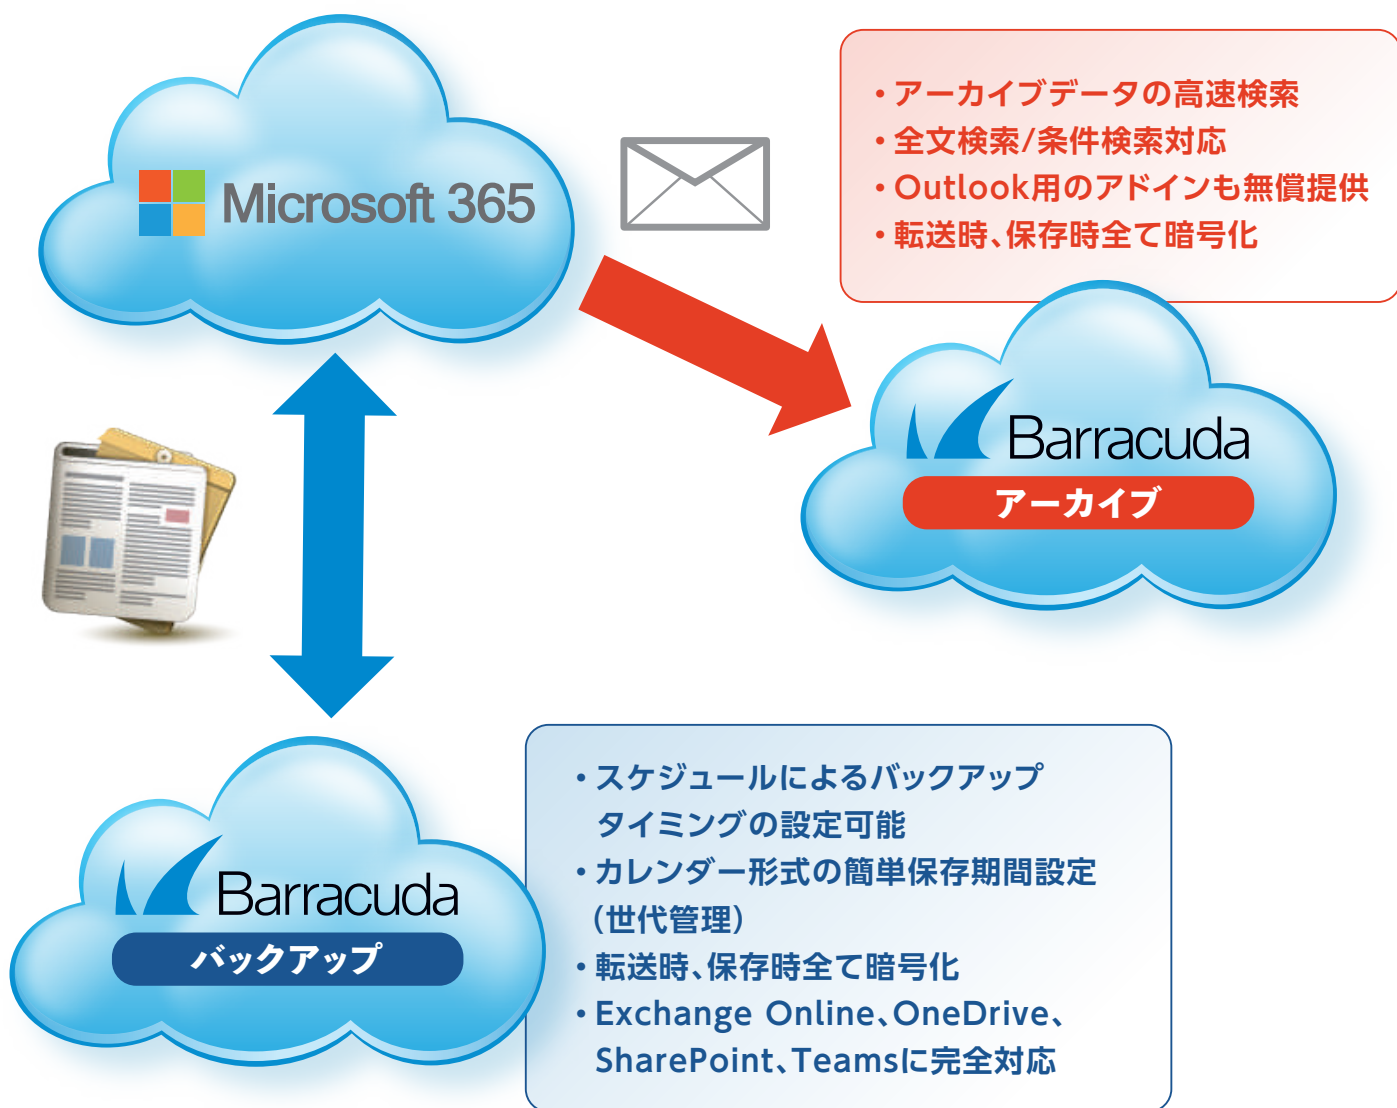 Microsoft 365
・アーカイブデータの高速検索
・全文検索/条件検索対応
・Outlook用のアドインも無償提供
・転送時、保存時全て暗号化
Barracuda
アーカイブ
Barracuda
バックアップ
・スケジュールによるバックアップ
タイミングの設定可能
・カレンダー形式の簡単保存期間設定
(世代管理)
・転送時、保存時全て暗号化
・Exchange Online、OneDrive、
SharePoint、Teamsに完全対応